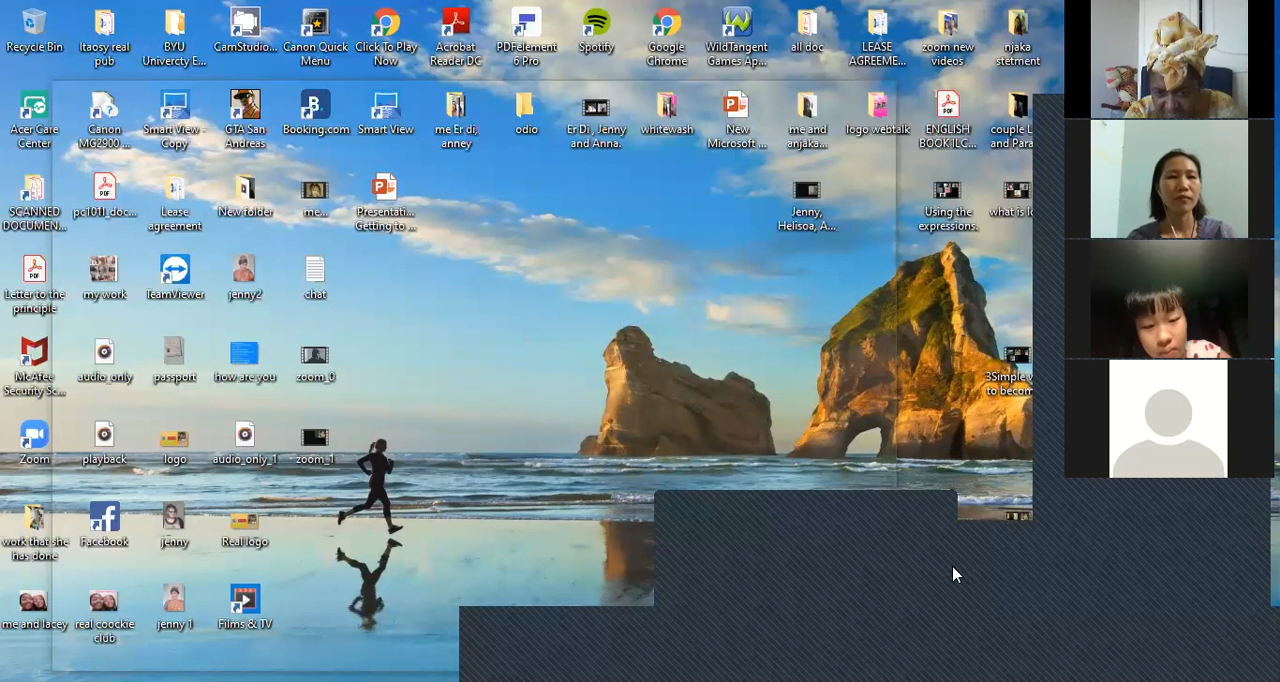 Recycle Bin
ltaosy real
pub
BYU
Univercty E...
CamStudio...
Canon Quick
Menu
Click To Play
Now
Acrobat
Reader DC
PDFelement
6 Pro
Spotify
Google
Chrome
WildTangent
Games Ap...
all doc
LEASE
AGREEME...
zoom new
videos
njaka
stetment
Acer Care
Center
Canon
MG2900 ...
Smart View -
Copy
GTA San
Andreas
Booking.com
Smart View
me Er di,
anney
odio
Er Di , Jenny
and Anna.
whitewash
New
Microsoft ...
me and
anjaka...
logo webtalk
ENGLISH
BOOK ILC...
couple L
and Para
SCANNED
DOCUMEN...
pci101l_doc...
Lease
agreement
New folder
me...
Presentati...
Getting to ...
Jenny,
Helisoa, A...
Using the
expressions.
what is lo
Letter to the
principle
my work
TeamViewer
jenny2
chat
McAfee
Security Sc...
audio_only
passport
how are you
zoom_0
3Simple w
to becom
Zoom
playback
logo
audio_only_1
zoom_1
work that she
has done
Facebook
jenny
Real logo
me and lacey
real coockie
club
jenny 1
Films & TV